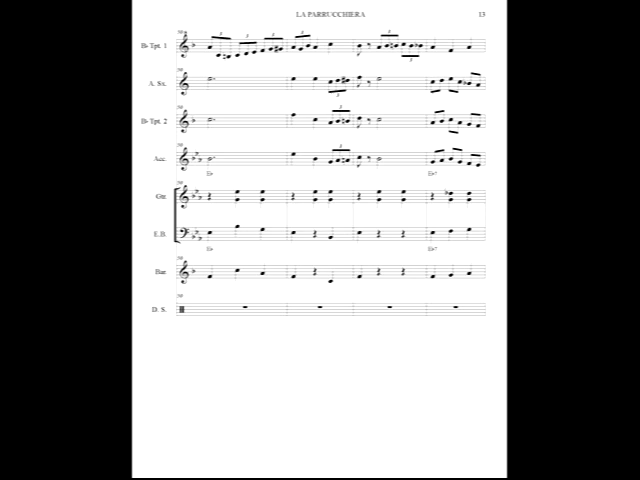 LA PARRUCCHIERA 13
B♭ Tpt. 1
A. Sx.
B♭ Tpt. 2
Acc.
E♭ E♭7
Gtr.
E.B.
E♭ E♭7
Bar.
D. S.